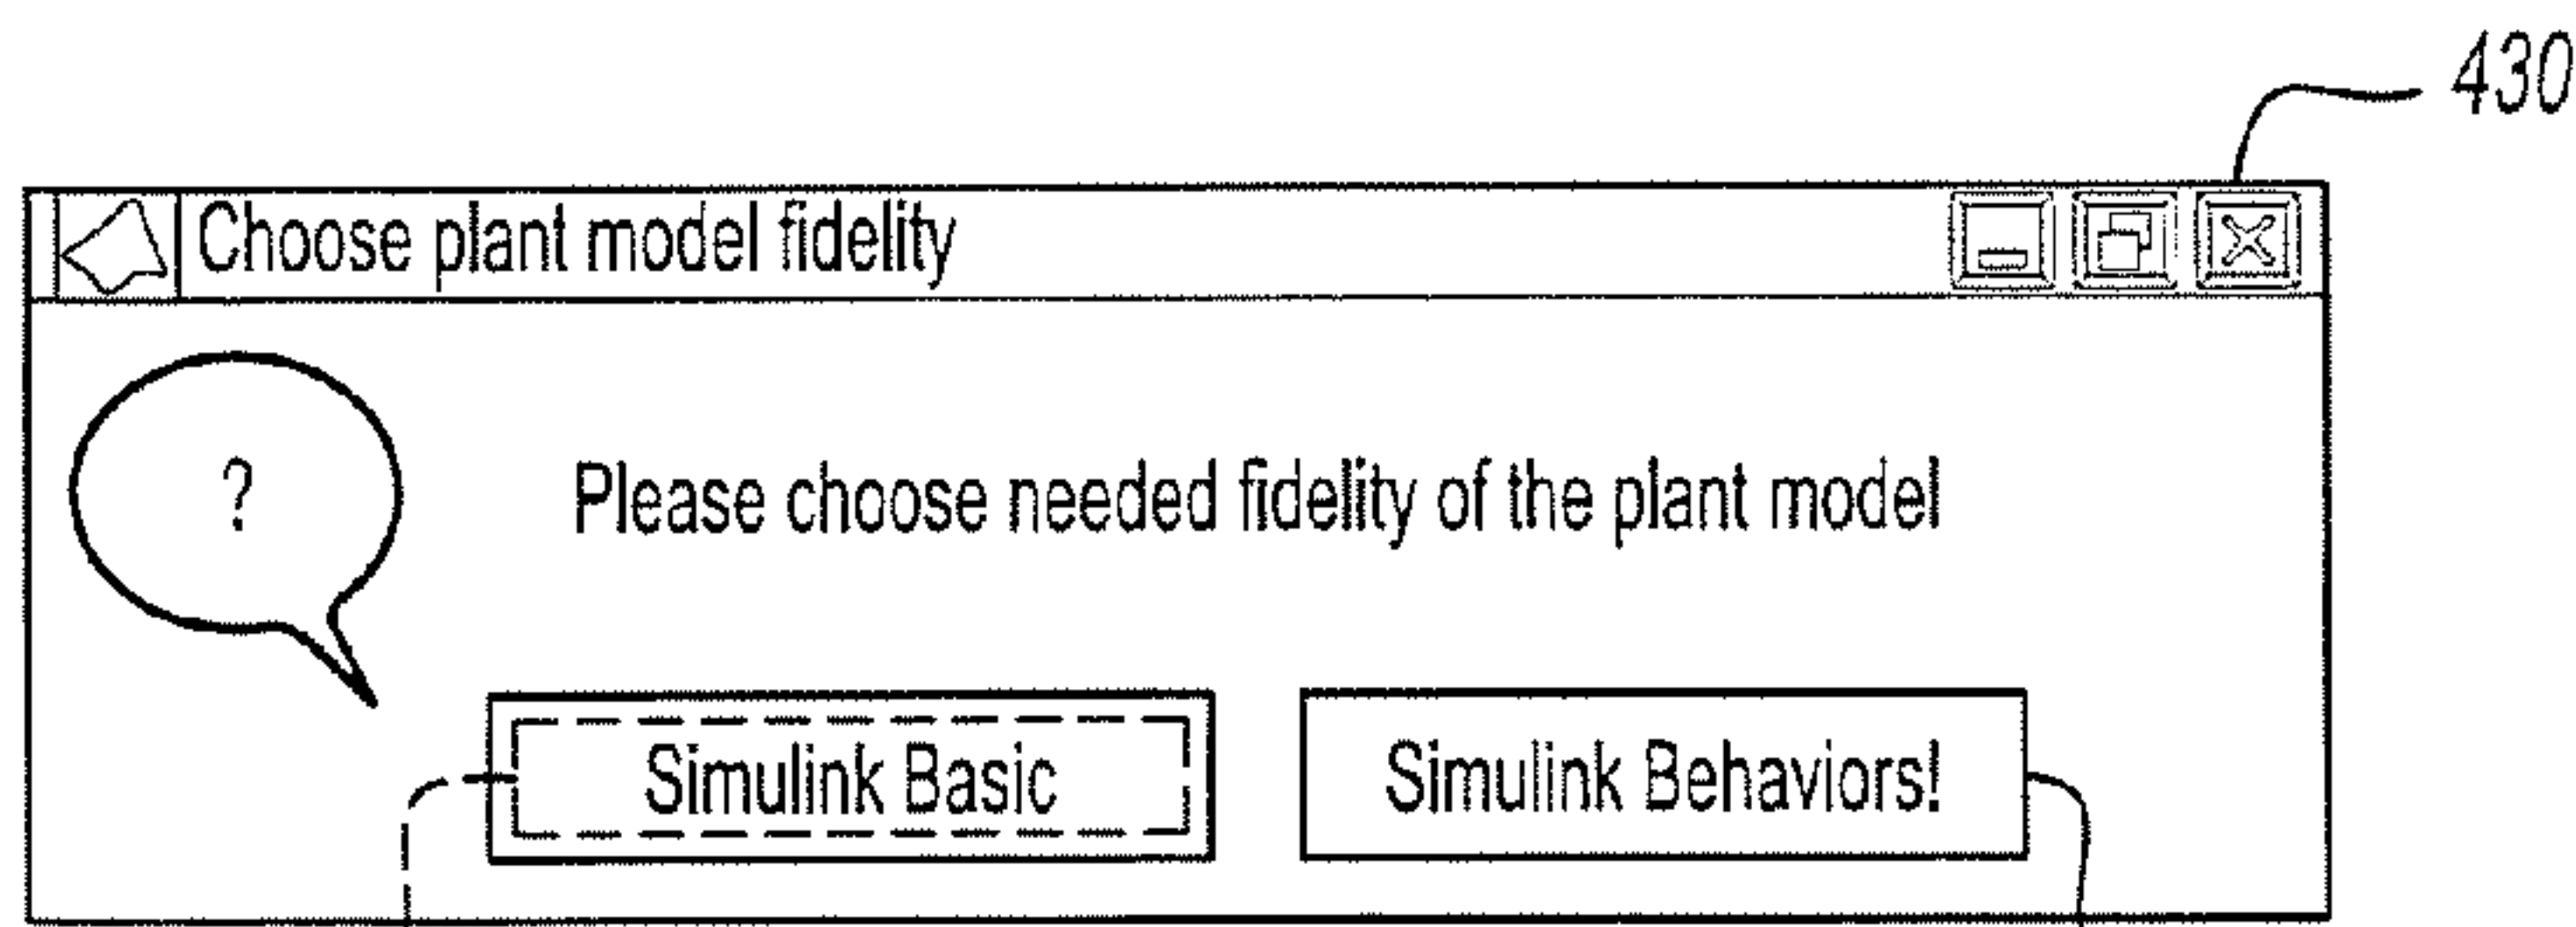 430
Choose plant model fidelity
?
Please choose needed fidelity of the plant model
Simulink Basic
Simulink Behaviors!